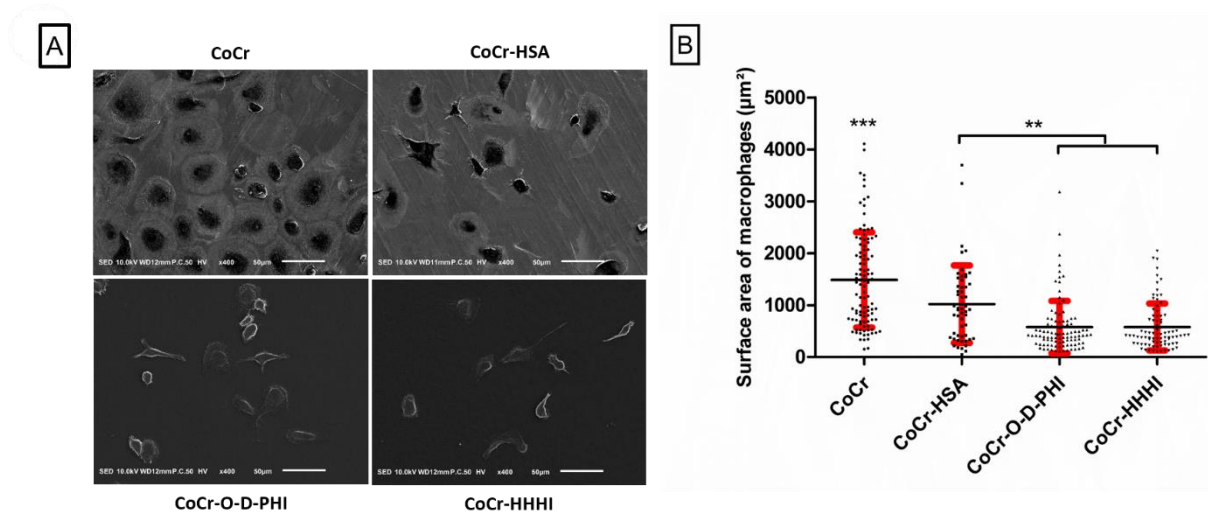 A
CoCr
CoCr-HSA
SED 10.0kV WD12mmP.C.50 HV x400 50µm
SED 10.0kV WD11mmP.C.50 HV x400 50µm
SED 10.0kV WD12mmP.C.50 HV x400 50µm
SED 10.0kV WD12mmP.C.50 HV x400 50µm
CoCr-O-D-PHI
CoCr-HHHI
B
Surface area of macrophages (µm²)
5000
4000
3000
2000
1000
0
***
**
CoCr
CoCr-HSA
CoCr-O-D-PHI
CoCr-HHHI